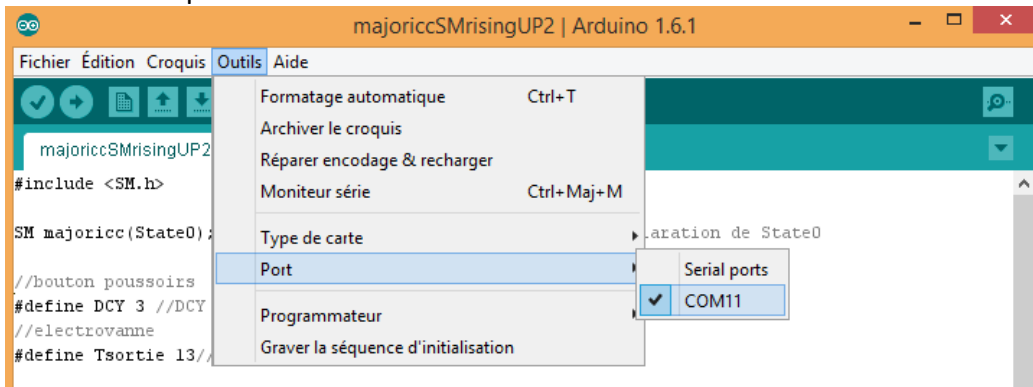 majoriccSMrisingUP2 | Arduino 1.6.1
Fichier Édition Croquis Outils Aide
Formatage automatique Ctrl+T
Archiver le croquis
majoriccSMrisingUP2
Réparer encodage & recharger
#include <SM.h>
Moniteur série Ctrl+Maj+M
SM majoricc(State0); Type de carte de State0
//bouton poussoirs Port Serial ports
#define DCY 3 //DCY COM11
//electrovanne Programmateur
#define Tsortie 13// Graver la séquence d'initialisation